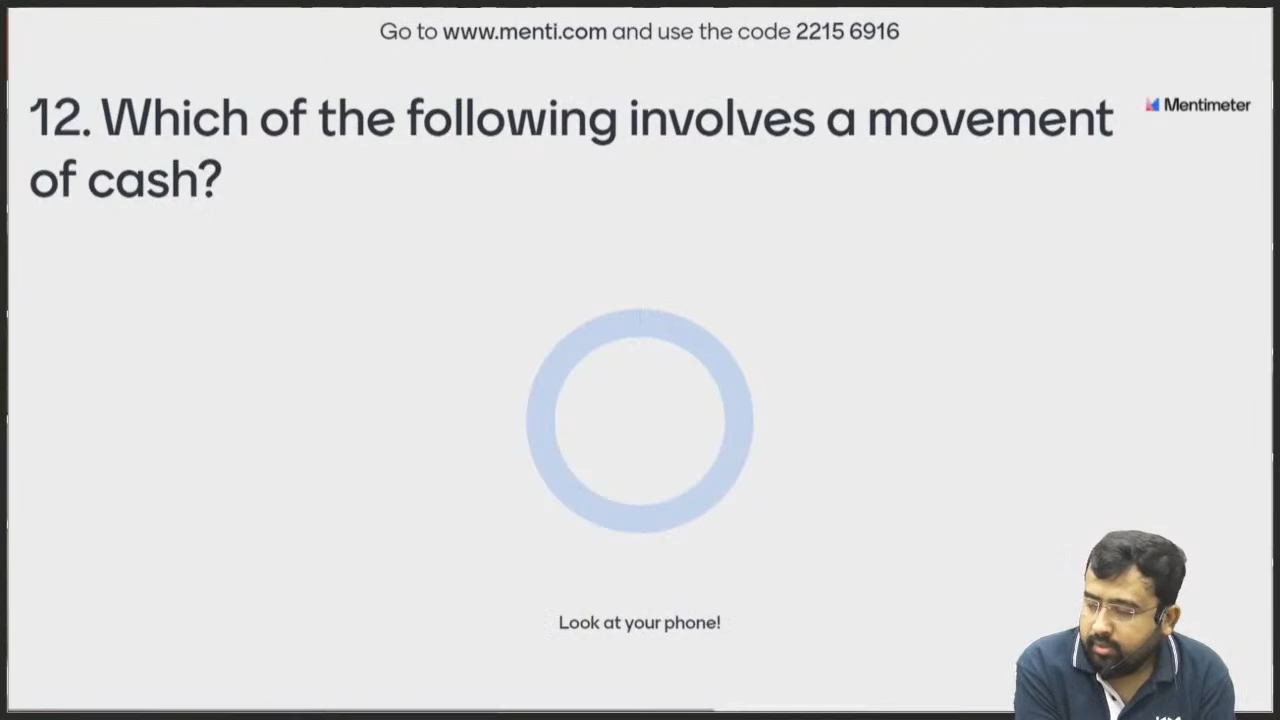 Go to www.menti.com and use the code 2215 6916
12. Which of the following involves a movement
of cash?
Mentimeter
Look at your phone!